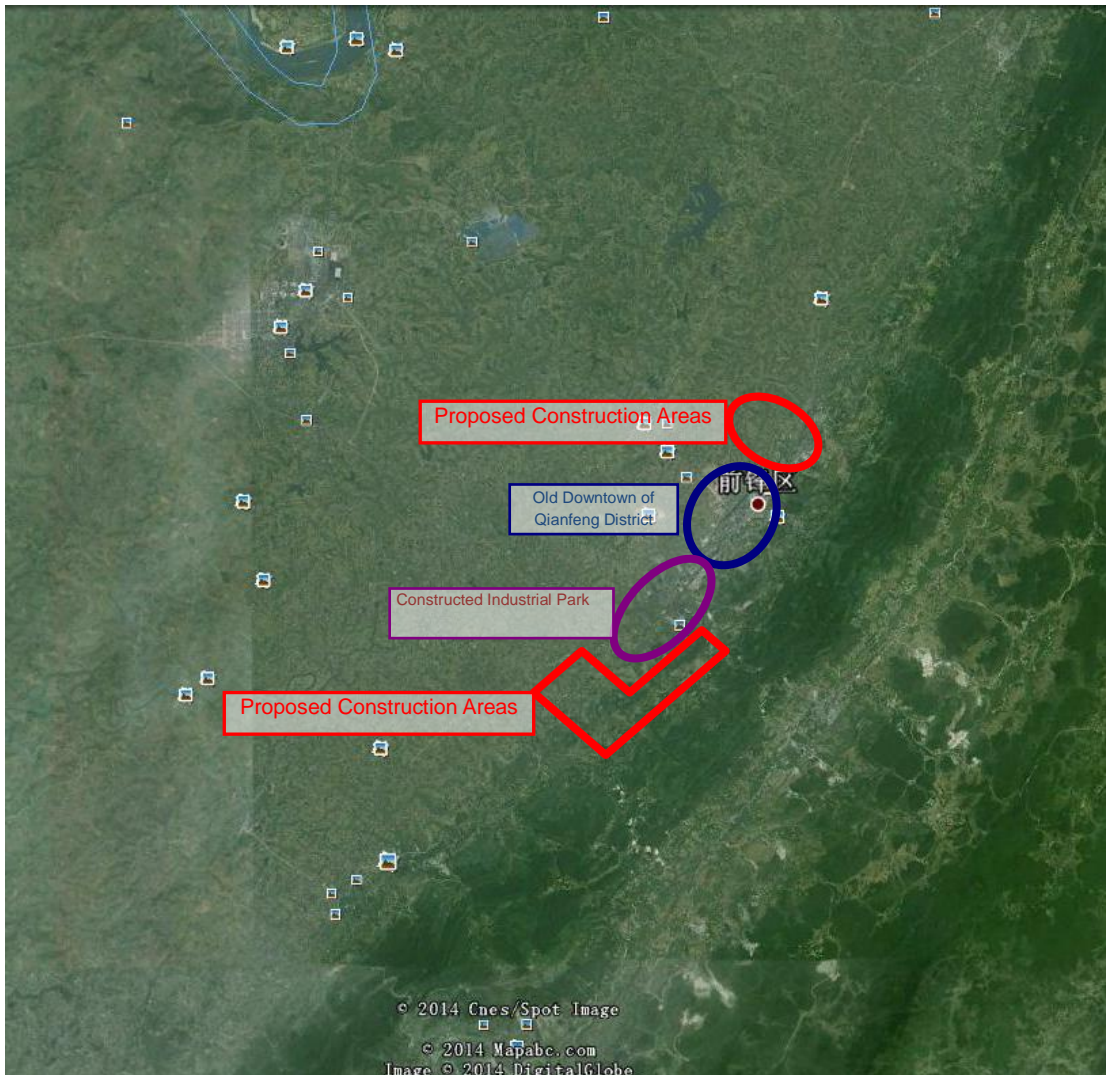 Proposed Construction Areas
前锋区
Old Downtown of
Qianfeng District
Constructed Industrial Park
Proposed Construction Areas
© 2014 Cnes/Spot Image
© 2014 Mapabc.com
Image © 2014 DigitalGlobe